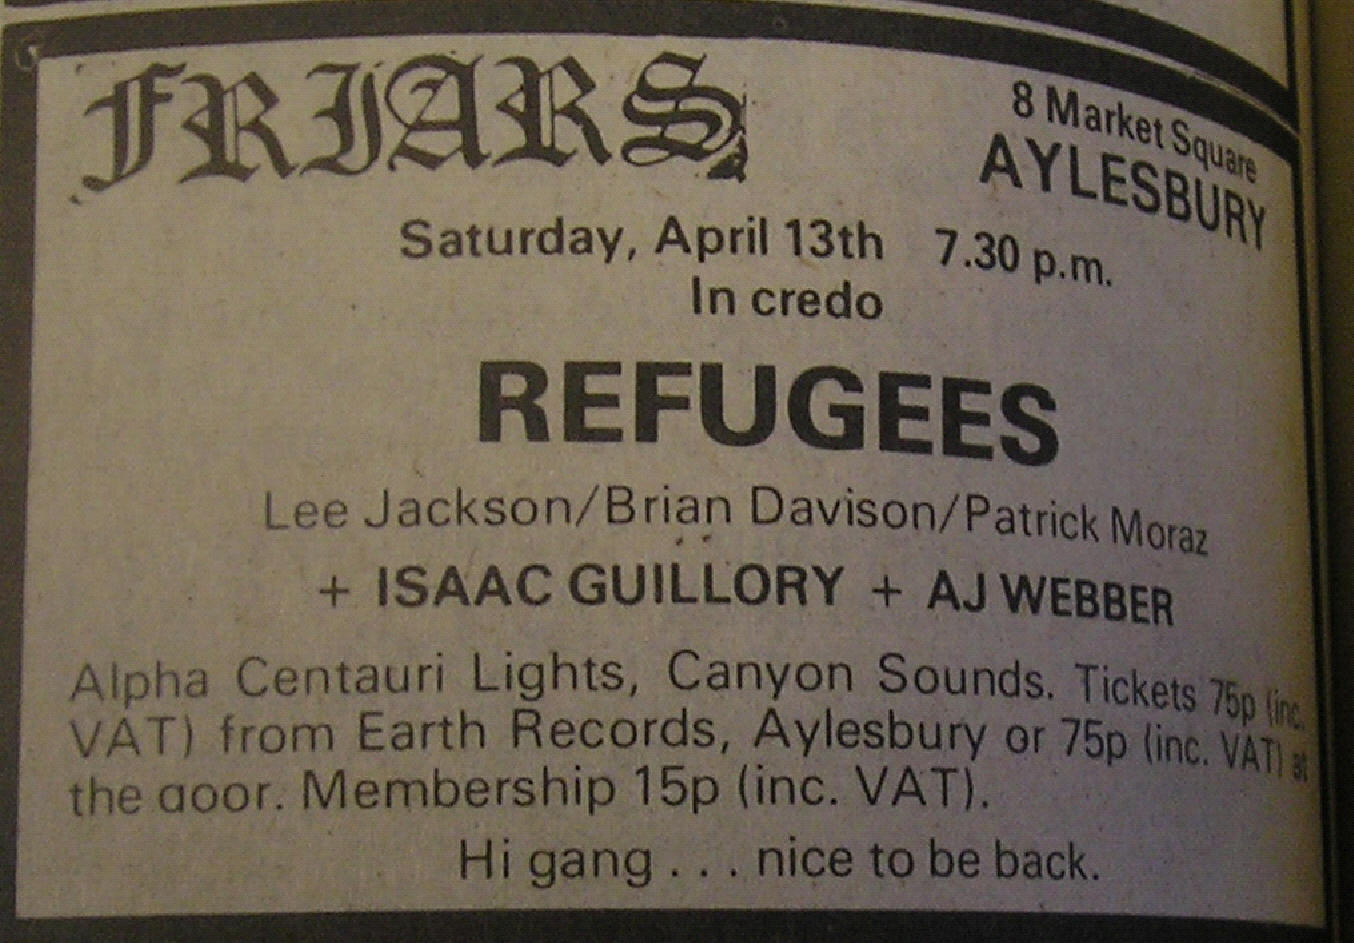 FRIARS
8 Market Square
AYLESBURY
Saturday, April 13th 7.30 p.m.
In credo
REFUGEES
Lee Jackson/Brian Davison/Patrick Moraz
+ ISAAC GUILLORY + AJ WEBBER
Alpha Centauri Lights, Canyon Sounds. Tickets 75p (inc.
VAT) from Earth Records, Aylesbury or 75p (inc. VAT) at
the door. Membership 15p (inc. VAT).
Hi gang . . . nice to be back.